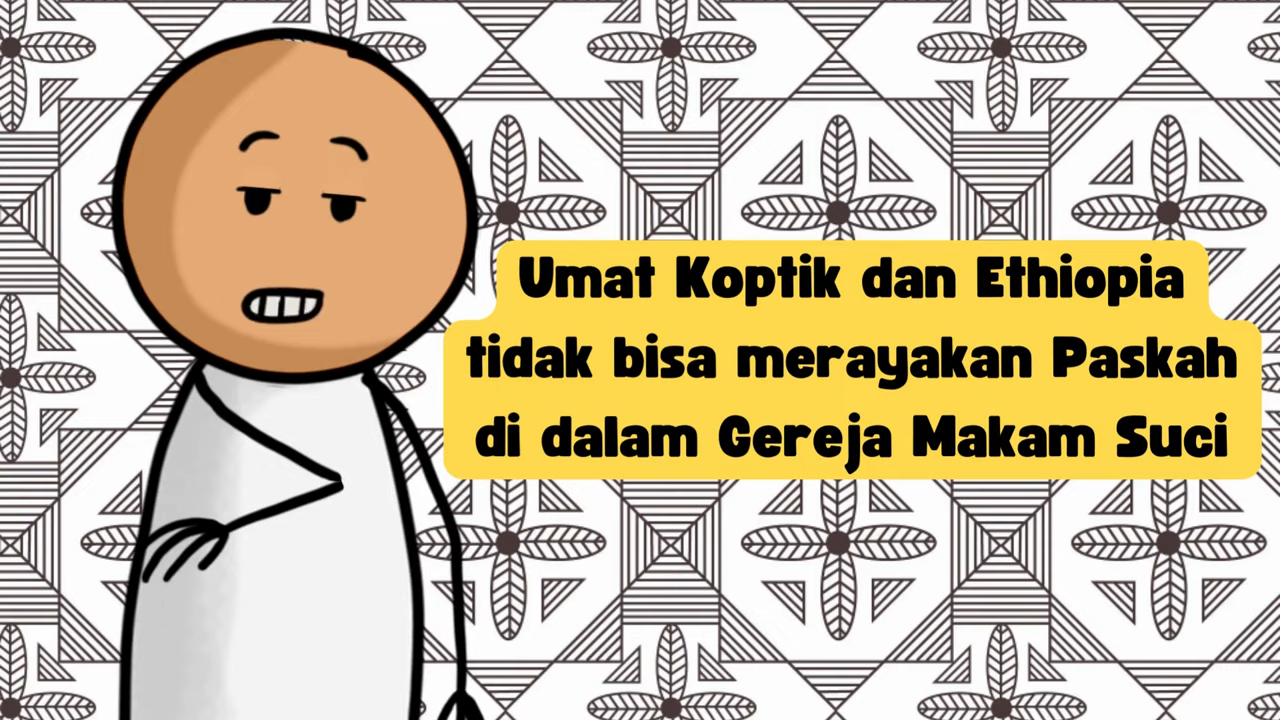 Umat Koptik dan Ethiopia
tidak bisa merayakan Paskah
di dalam Gereja Makam Suci